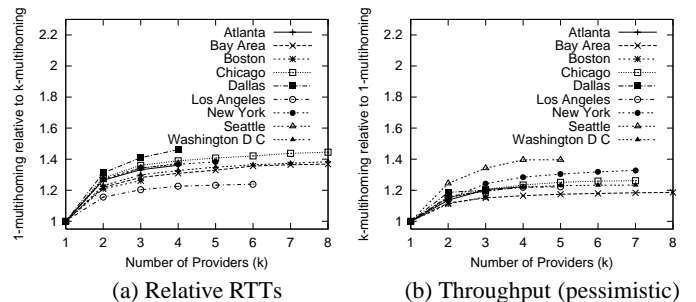 1-multihoming relative to k-multihoming
2.2
2
1.8
1.6
1.4
1.2
1
1 2 3 4 5 6 7 8
Number of Providers (k)
Atlanta
Bay Area
Boston
Chicago
Dallas
Los Angeles
New York
Seattle
Washington D C
(a) Relative RTTs
k-multihoming relative to 1-multihoming
2.2
2
1.8
1.6
1.4
1.2
1
1 2 3 4 5 6 7 8
Number of Providers (k)
Atlanta
Bay Area
Boston
Chicago
Dallas
Los Angeles
New York
Seattle
Washington D C
(b) Throughput (pessimistic)